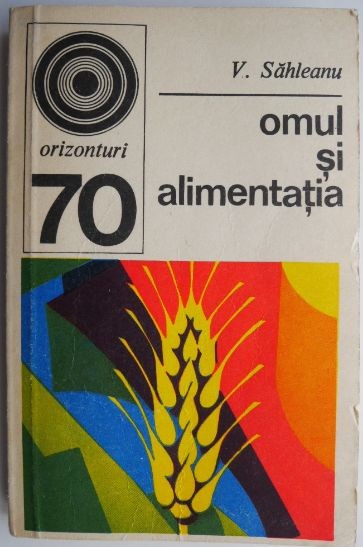 V. Săhleanu
orizonturi
70
omul
și
alimentația